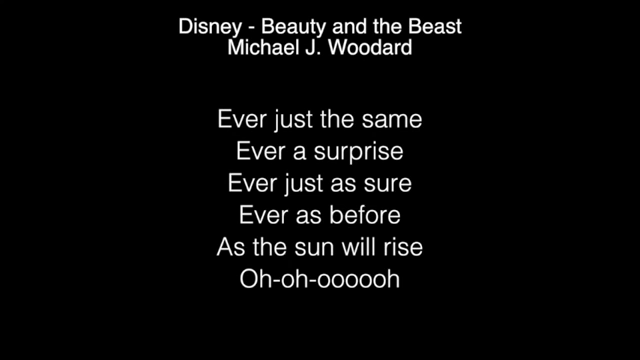 Disney - Beauty and the Beast
Michael J. Woodard
Ever just the same
Ever a surprise
Ever just as sure
Ever as before
As the sun will rise
Oh-oh-oooooh